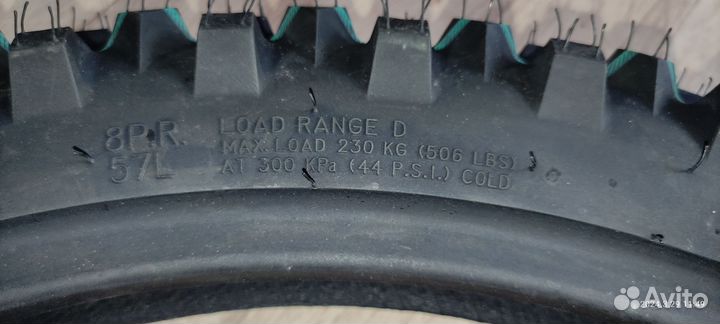 8P.R.
57L
LOAD RANGE D
MAX. LOAD 230 KG (506 LBS)
AT 300 KPa (44 P.S.I.) COLD
Avito